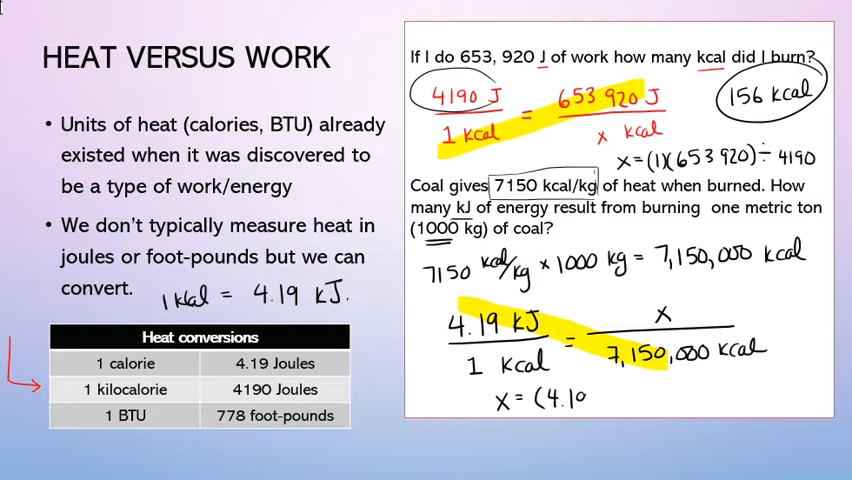 HEAT VERSUS WORK
• Units of heat (calories, BTU) already
existed when it was discovered to
be a type of work/energy
• We don't typically measure heat in
joules or foot-pounds but we can
convert.
1 kcal = 4.19 kJ.
Heat conversions
1 calorie 4.19 Joules
1 kilocalorie 4190 Joules
1 BTU 778 foot-pounds
If I do 653, 920 J of work how many kcal did I burn?
4190 J / 1 kcal = 653 920 J / x kcal
156 kcal
x = (1)(653 920) ÷ 4190
Coal gives 7150 kcal/kg of heat when burned. How
many kJ of energy result from burning one metric ton
(1000 kg) of coal?
7150 kcal/kg × 1000 kg = 7,150,000 kcal
4.19 kJ / 1 kcal = x / 7,150,000 kcal
x = (4.19